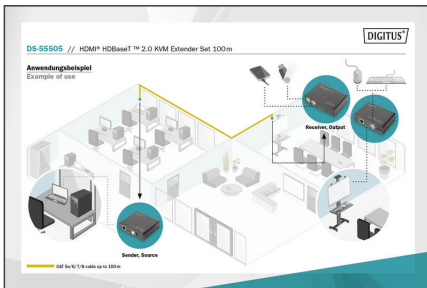 DIGITUS®
DS-55505 // HDMI® HDBaseT ™ 2.0 KVM Extender Set 100 m
Anwendungsbeispiel
Example of use
Receiver, Output
Sender, Source
CAT 5e/6/7/8 cable up to 100 m